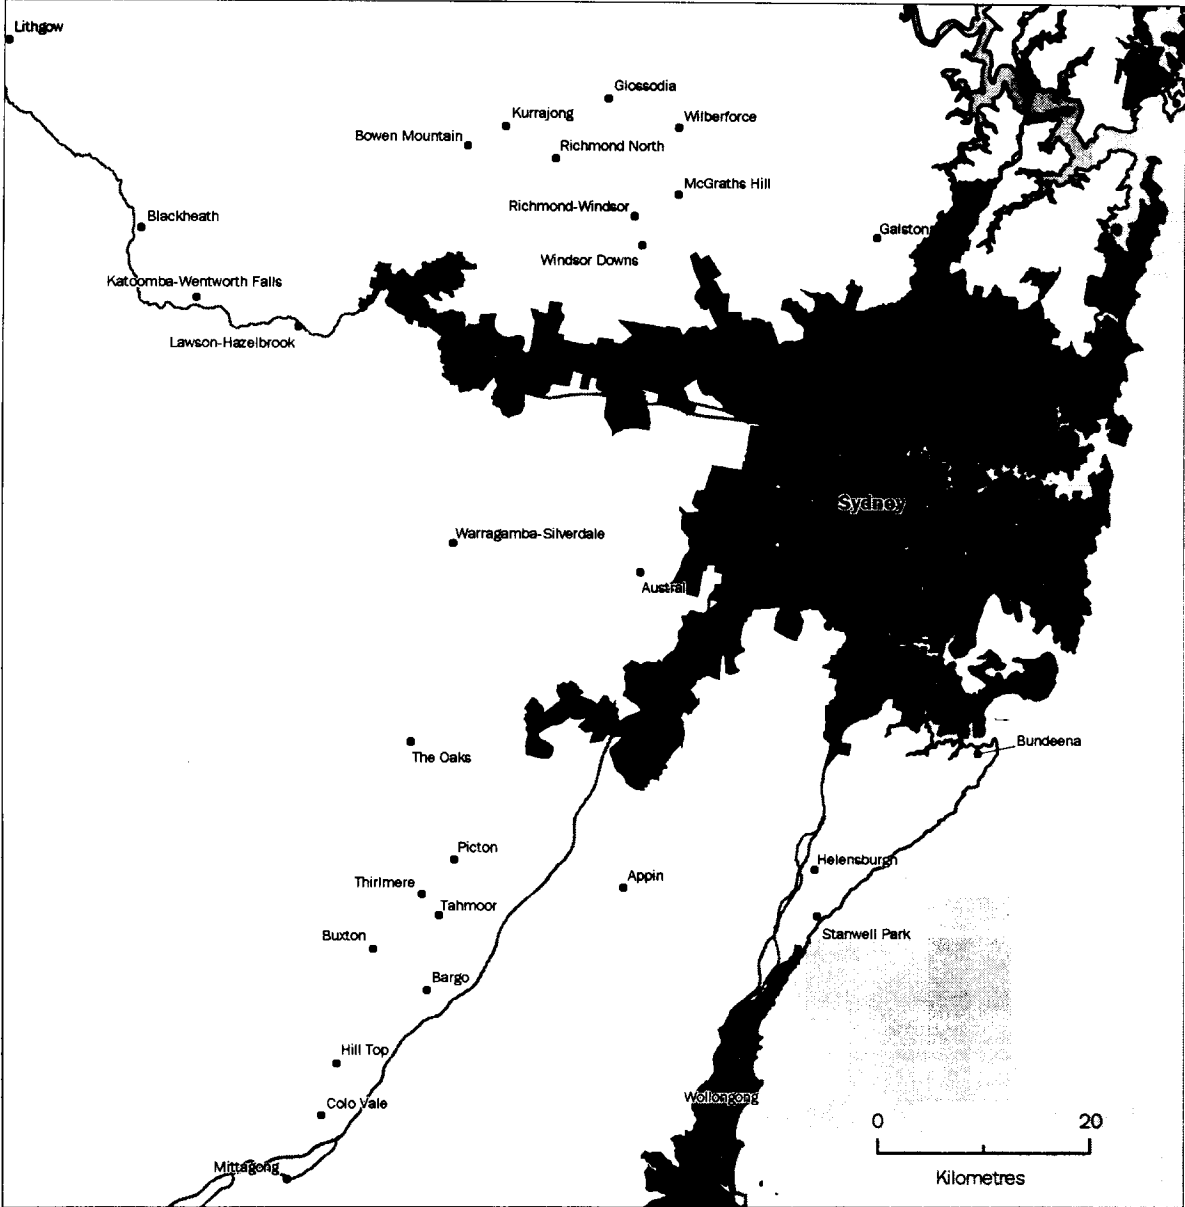 Lithgow
Glossodia
Kurrajong
Wilberforce
Bowen Mountain
Richmond North
McGraths Hill
Richmond-Windsor
Blackheath
Galston
Windsor Downs
Katoomba-Wentworth Falls
Lawson-Hazelbrook
Sydney
Warragamba-Silverdale
Austral
Bundeena
The Oaks
Picton
Helensburgh
Appin
Thirlmere
Tahmoor
Stanwell Park
Buxton
Bargo
Hill Top
Wollongong
Colo Vale
0 20
Mittagong
Kilometres